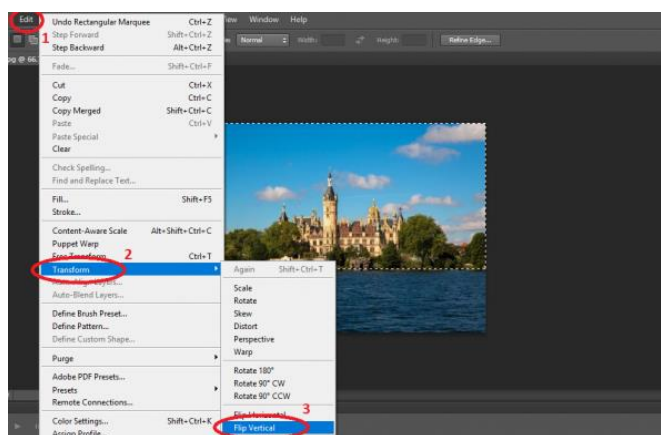 Edit
View Window Help
1
Normal Width: Height: Refine Edge...
Undo Rectangular Marquee Ctrl+Z
Step Forward Shift+Ctrl+Z
Step Backward Alt+Ctrl+Z
Fade... Shift+Ctrl+F
Cut Ctrl+X
Copy Ctrl+C
Copy Merged Shift+Ctrl+C
Paste Ctrl+V
Paste Special
Clear
Check Spelling...
Find and Replace Text...
Fill... Shift+F5
Stroke...
Content-Aware Scale Alt+Shift+Ctrl+C
Puppet Warp
2
Free Transform Ctrl+T
Transform
Auto-Align Layers...
Auto-Blend Layers...
Define Brush Preset...
Define Pattern...
Define Custom Shape...
Purge
Adobe PDF Presets...
Presets
Remote Connections...
Color Settings... Shift+Ctrl+K
Assign Profile...
Again Shift+Ctrl+T
Scale
Rotate
Skew
Distort
Perspective
Warp
Rotate 180°
Rotate 90° CW
Rotate 90° CCW
3
Flip Horizontal
Flip Vertical